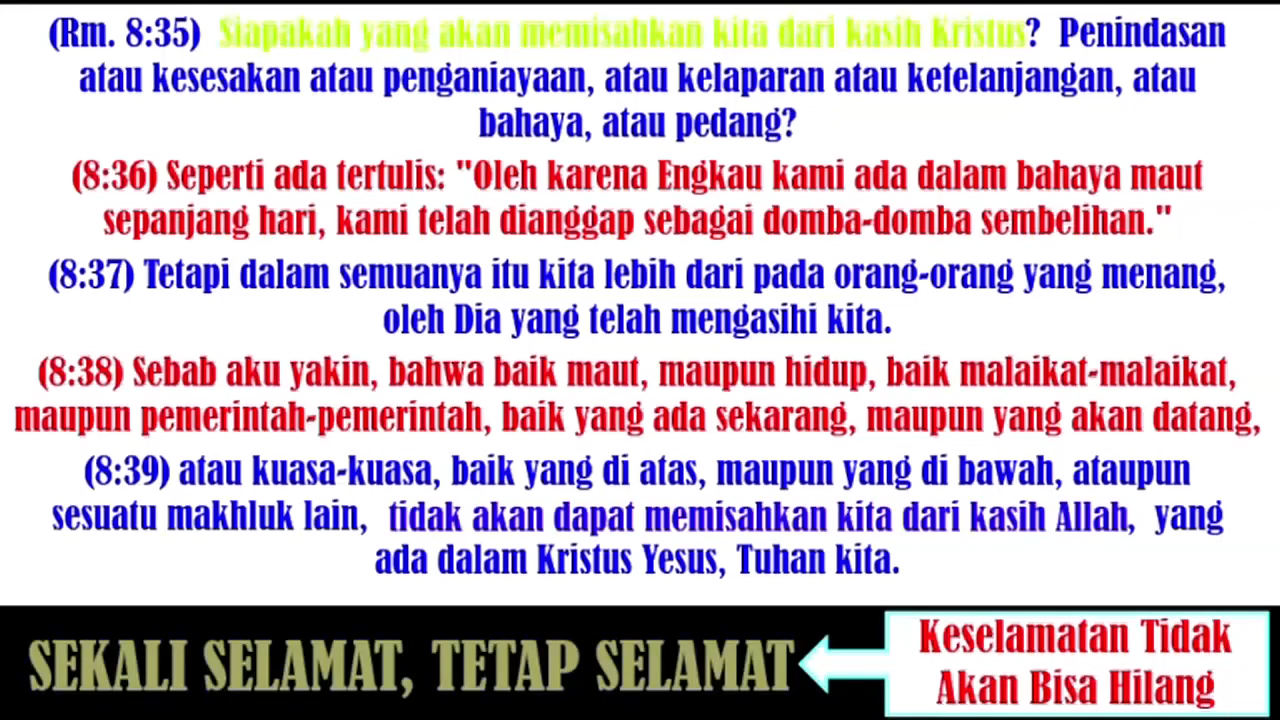 (Rm. 8:35) Siapakah yang akan memisahkan kita dari kasih Kristus? Penindasan
atau kesesakan atau penganiayaan, atau kelaparan atau ketelanjangan, atau
bahaya, atau pedang?
(8:36) Seperti ada tertulis: "Oleh karena Engkau kami ada dalam bahaya maut
sepanjang hari, kami telah dianggap sebagai domba-domba sembelihan."
(8:37) Tetapi dalam semuanya itu kita lebih dari pada orang-orang yang menang,
oleh Dia yang telah mengasihi kita.
(8:38) Sebab aku yakin, bahwa baik maut, maupun hidup, baik malaikat-malaikat,
maupun pemerintah-pemerintah, baik yang ada sekarang, maupun yang akan datang,
(8:39) atau kuasa-kuasa, baik yang di atas, maupun yang di bawah, ataupun
sesuatu makhluk lain, tidak akan dapat memisahkan kita dari kasih Allah, yang
ada dalam Kristus Yesus, Tuhan kita.
SEKALI SELAMAT, TETAP SELAMAT
Keselamatan Tidak
Akan Bisa Hilang